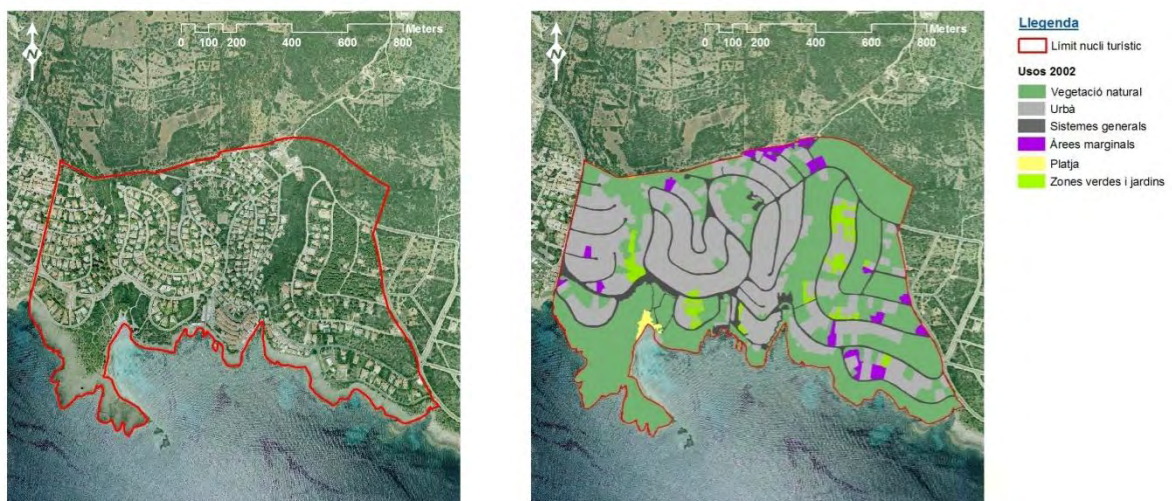 Meters
0 100 200 400 600 800
N
Meters
0 100 200 400 600 800
N
Llegenda
Límit nucli turístic
Usos 2002
Vegetació natural
Urbà
Sistemes generals
Àrees marginals
Platja
Zones verdes i jardins